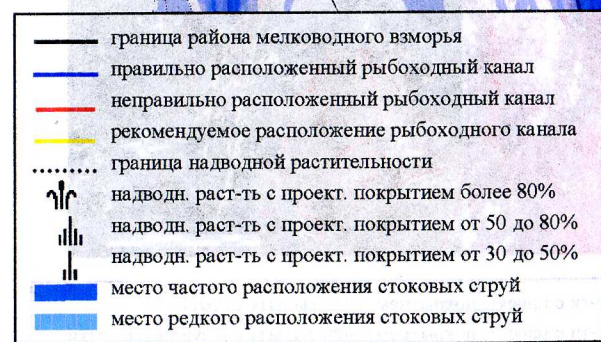 граница района мелководного взморья
правильно расположенный рыбоходный канал
неправильно расположенный рыбоходный канал
рекомендуемое расположение рыбоходного канала
граница надводной растительности
надводн. раст-ть с проект. покрытием более 80%
надводн. раст-ть с проект. покрытием от 50 до 80%
надводн. раст-ть с проект. покрытием от 30 до 50%
место частого расположения стоковых струй
место редкого расположения стоковых струй